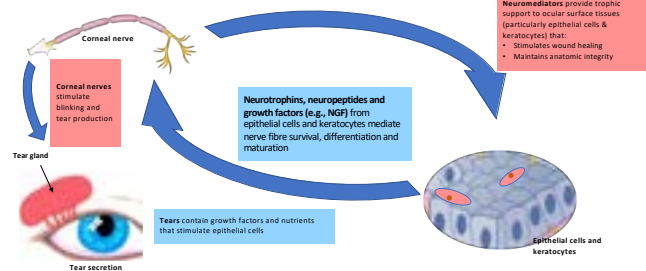 Neuromediators provide trophic
support to ocular surface tissues
(particularly epithelial cells &
keratocytes) that:
• Stimulates wound healing
• Maintains anatomic integrity
Corneal nerve
Corneal nerves
stimulate
blinking and
tear production
Neurotrophins, neuropeptides and
growth factors (e.g., NGF) from
epithelial cells and keratocytes mediate
nerve fibre survival, differentiation and
maturation
Tear gland
Tears contain growth factors and nutrients
that stimulate epithelial cells
Epithelial cells and
keratocytes
Tear secretion